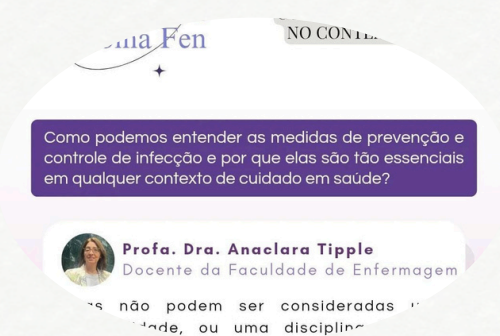 Fen
NO
Como podemos entender as medidas de prevenção e
controle de infecção e por que elas são tão essenciais
em qualquer contexto de cuidado em saúde?
Profa. Dra. Anaclara Tipple
Docente da Faculdade de Enfermagem
não podem ser consideradas
ou uma